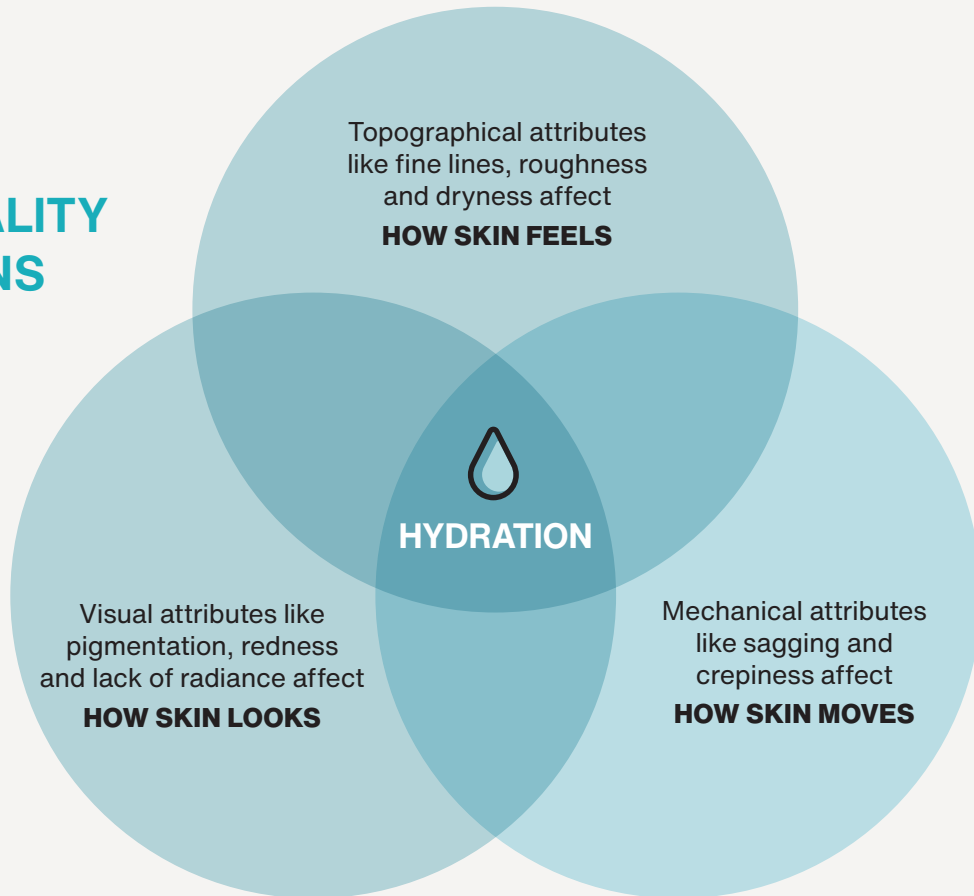 ALITY
NS
Topographical attributes
like fine lines, roughness
and dryness affect
HOW SKIN FEELS
HYDRATION
Visual attributes like
pigmentation, redness
and lack of radiance affect
HOW SKIN LOOKS
Mechanical attributes
like sagging and
crepiness affect
HOW SKIN MOVES